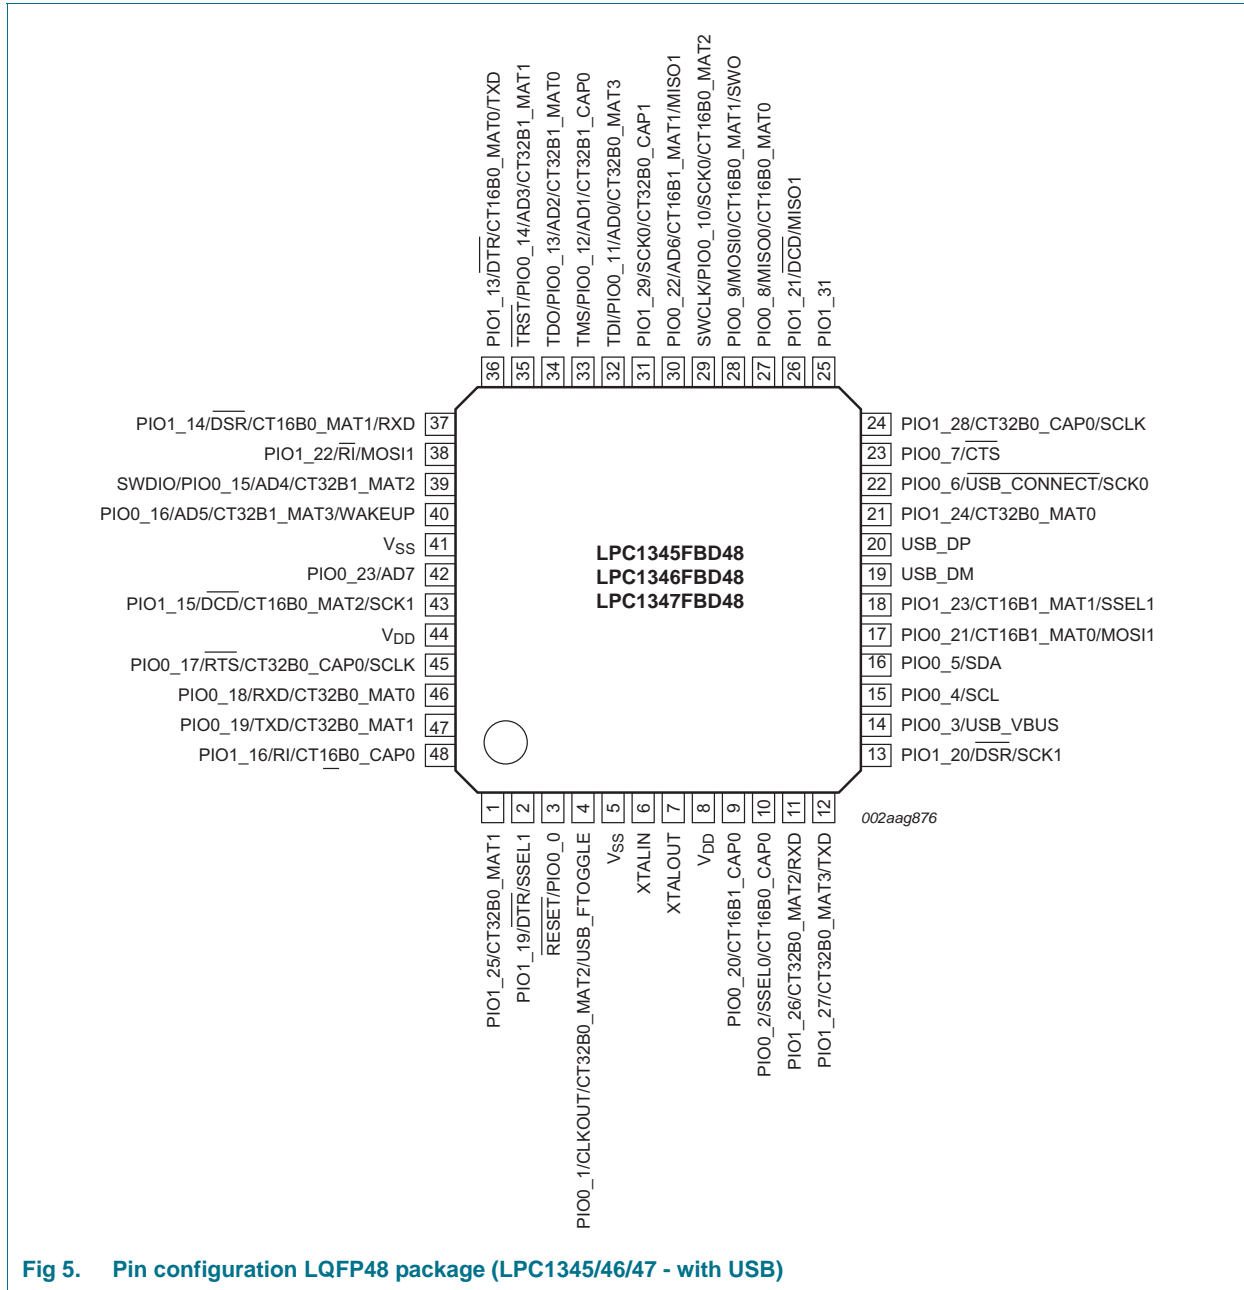 PIO1_13/DTR/CT16B0_MAT0/TXD
TRST/PIO0_14/AD3/CT32B1_MAT1
TDO/PIO0_13/AD2/CT32B1_MAT0
TMS/PIO0_12/AD1/CT32B1_CAP0
TDI/PIO0_11/AD0/CT32B0_MAT3
PIO1_29/SCK0/CT32B0_CAP1
PIO0_22/AD6/CT16B1_MAT1/MISO1
SWCLK/PIO0_10/SCK0/CT16B0_MAT2
PIO0_9/MOSI0/CT16B0_MAT1/SWO
PIO0_8/MISO0/CT16B0_MAT0
PIO1_21/DCD/MISO1
PIO1_31
36
35
34
33
32
31
30
29
28
27
26
25
PIO1_14/DSR/CT16B0_MAT1/RXD 37
PIO1_22/RI/MOSI1 38
SWDIO/PIO0_15/AD4/CT32B1_MAT2 39
PIO0_16/AD5/CT32B1_MAT3/WAKEUP 40
VSS 41
PIO0_23/AD7 42
PIO1_15/DCD/CT16B0_MAT2/SCK1 43
VDD 44
PIO0_17/RTS/CT32B0_CAP0/SCLK 45
PIO0_18/RXD/CT32B0_MAT0 46
PIO0_19/TXD/CT32B0_MAT1 47
PIO1_16/RI/CT16B0_CAP0 48
LPC1345FBD48
LPC1346FBD48
LPC1347FBD48
24 PIO1_28/CT32B0_CAP0/SCLK
23 PIO0_7/CTS
22 PIO0_6/USB_CONNECT/SCK0
21 PIO1_24/CT32B0_MAT0
20 USB_DP
19 USB_DM
18 PIO1_23/CT16B1_MAT1/SSEL1
17 PIO0_21/CT16B1_MAT0/MOSI1
16 PIO0_5/SDA
15 PIO0_4/SCL
14 PIO0_3/USB_VBUS
13 PIO1_20/DSR/SCK1
1
2
3
4
5
6
7
8
9
10
11
12
002aag876
PIO1_25/CT32B0_MAT1
PIO1_19/DTR/SSEL1
RESET/PIO0_0
PIO0_1/CLKOUT/CT32B0_MAT2/USB_FTOGGLE
VSS
XTALIN
XTALOUT
VDD
PIO0_20/CT16B1_CAP0
PIO0_2/SSEL0/CT16B0_CAP0
PIO1_26/CT32B0_MAT2/RXD
PIO1_27/CT32B0_MAT3/TXD
Fig 5. Pin configuration LQFP48 package (LPC1345/46/47 - with USB)